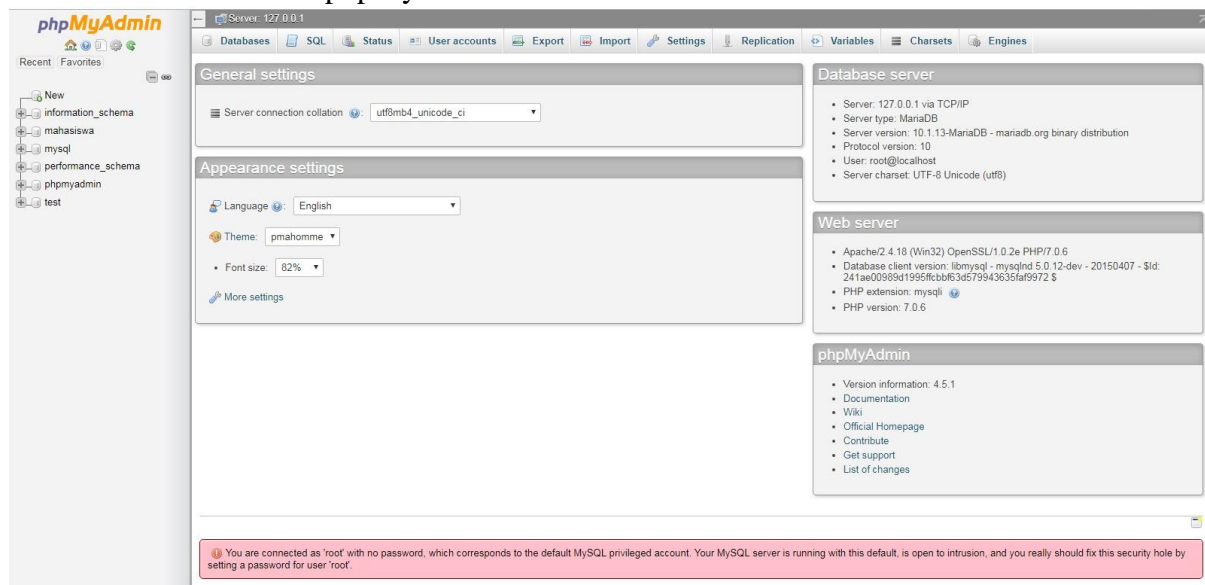 phpMyAdmin
Recent Favorites
New
information_schema
mahasiswa
mysql
performance_schema
phpmyadmin
test
Server: 127.0.0.1
Databases SQL Status User accounts Export Import Settings Replication Variables Charsets Engines
General settings
Server connection collation : utf8mb4_unicode_ci
Appearance settings
Language : English
Theme: pmahomme
• Font size: 82%
More settings
Database server
• Server: 127.0.0.1 via TCP/IP
• Server type: MariaDB
• Server version: 10.1.13-MariaDB - mariadb.org binary distribution
• Protocol version: 10
• User: root@localhost
• Server charset: UTF-8 Unicode (utf8)
Web server
• Apache/2.4.18 (Win32) OpenSSL/1.0.2e PHP/7.0.6
• Database client version: libmysql - mysqlnd 5.0.12-dev - 20150407 - $Id:
241ae00989d1995ffcbbf63d579943635faf9972 $
• PHP extension: mysqli
• PHP version: 7.0.6
phpMyAdmin
• Version information: 4.5.1
• Documentation
• Wiki
• Official Homepage
• Contribute
• Get support
• List of changes
You are connected as 'root' with no password, which corresponds to the default MySQL privileged account. Your MySQL server is running with this default, is open to intrusion, and you really should fix this security hole by
setting a password for user 'root'.